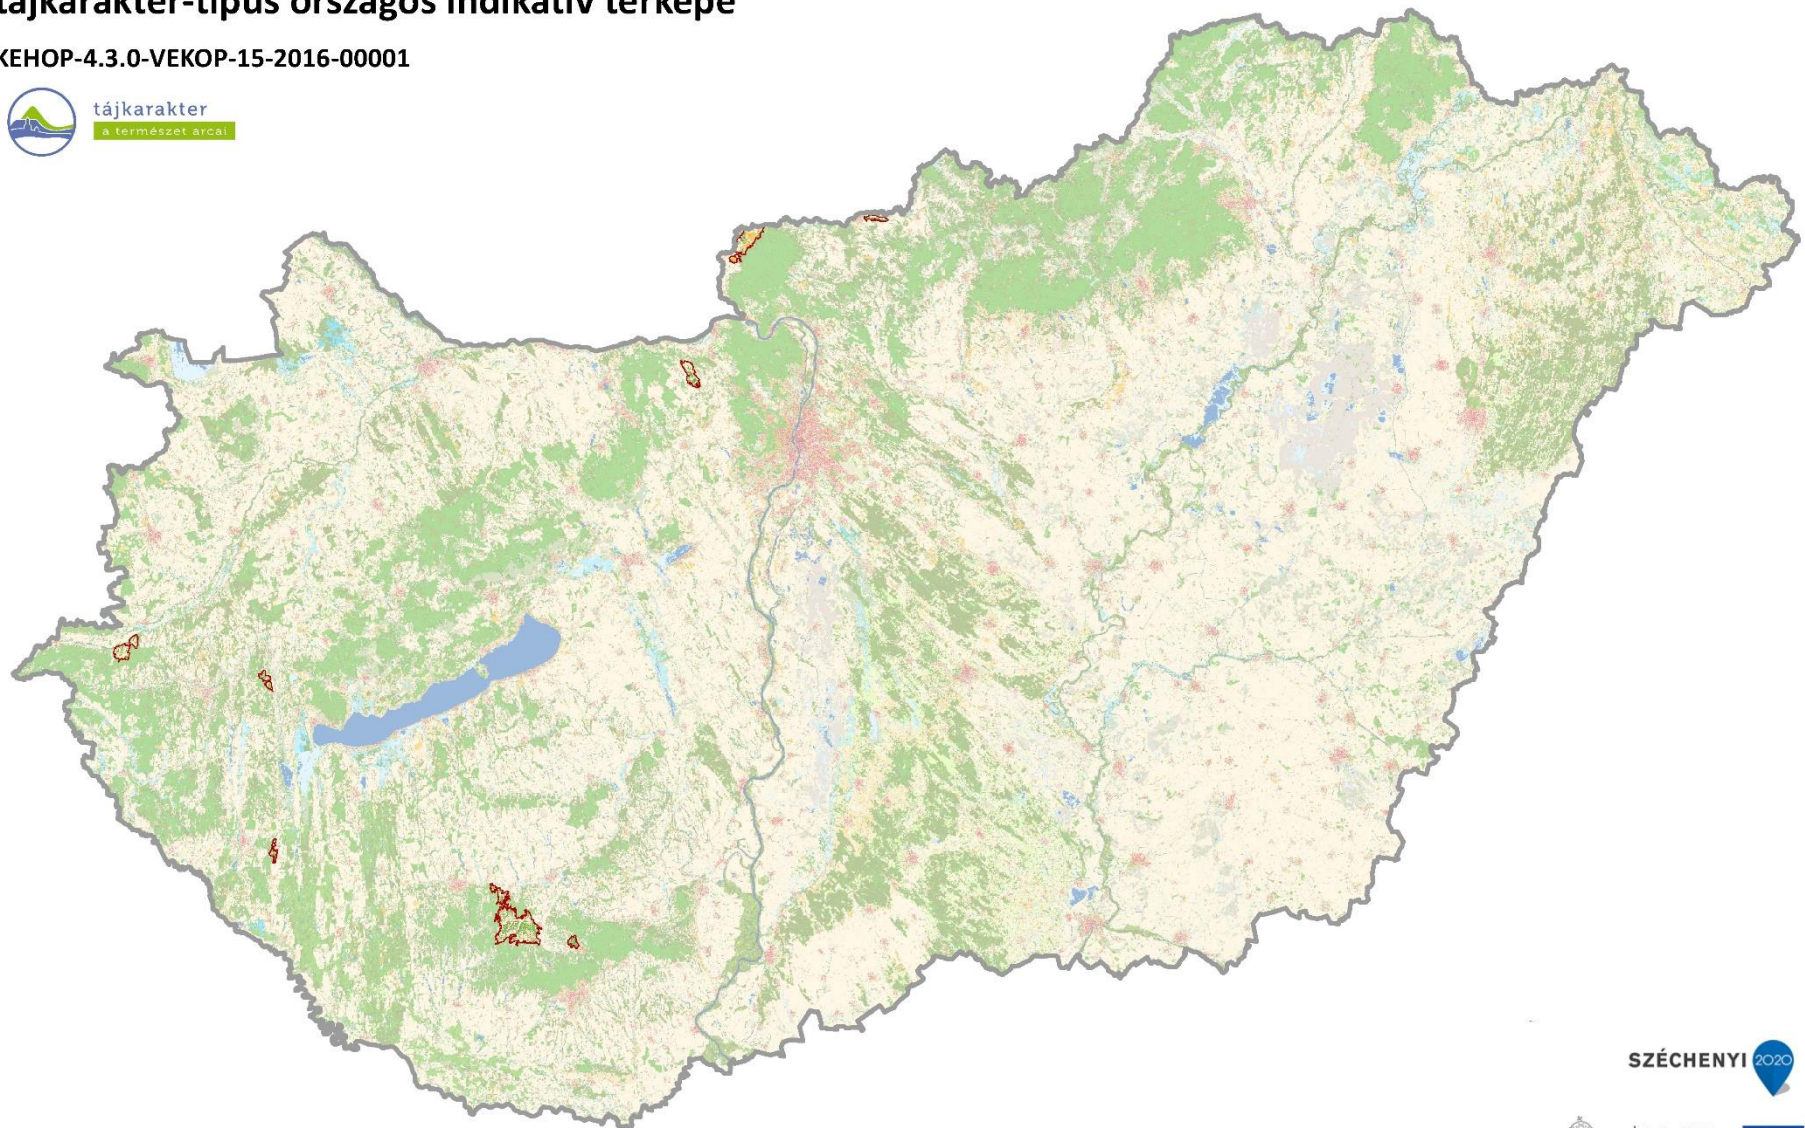 tájkarakter-típus országos indikatív térképe
KEHOP-4.3.0-VEKOP-15-2016-00001
tájkarakter
a természet arcai
SZÉCHENYI 2020